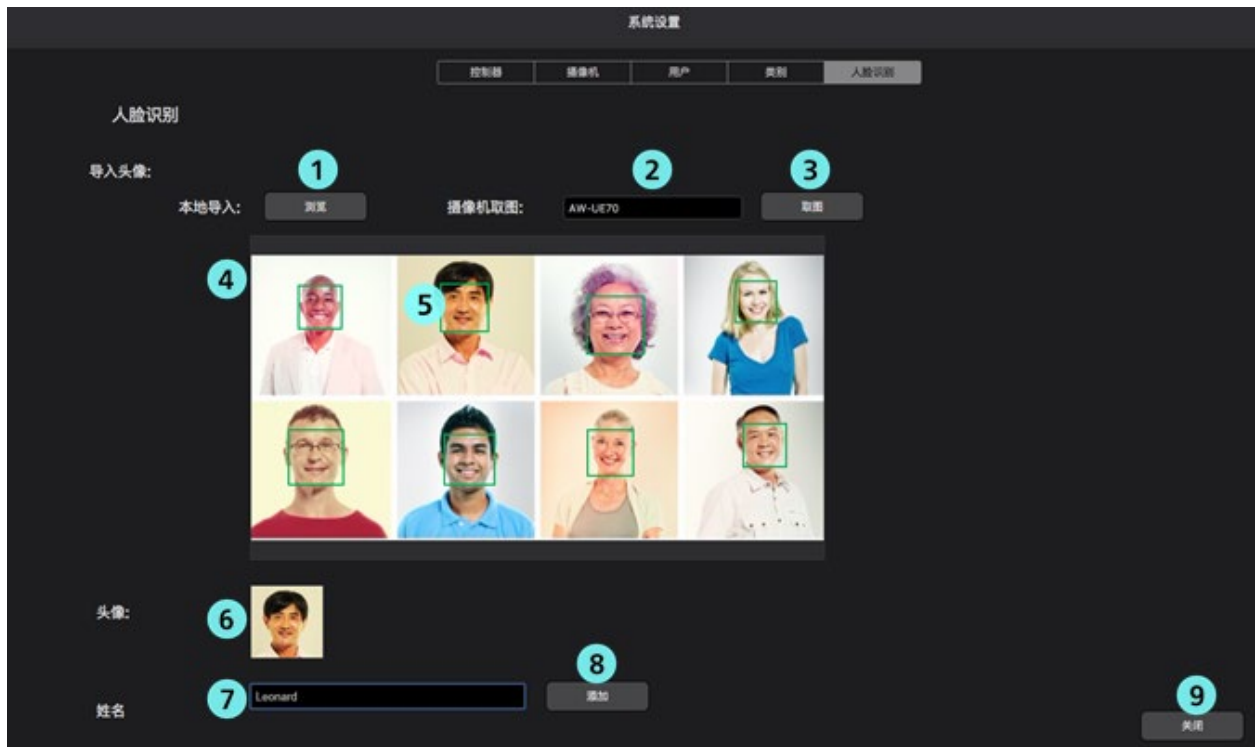 系统设置
控制器 摄像机 用户 类别 人脸识别
人脸识别
导入头像:
1 2 3
本地导入: 浏览 摄像机取图: AW-UE70 取图
4
5
头像:
6
8
7 Leonard 添加
姓名
9
关闭